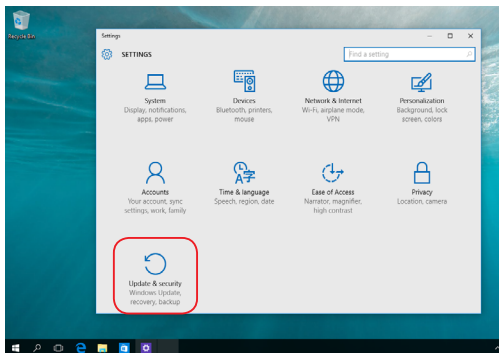 Recycle Bin
Settings
SETTINGS
Find a setting
System
Display, notifications,
apps, power
Devices
Bluetooth, printers,
mouse
Network & Internet
Wi-Fi, airplane mode,
VPN
Personalization
Background, lock
screen, colors
Accounts
Your account, sync
settings, work, family
Time & language
Speech, region, date
Ease of Access
Narrator, magnifier,
high contrast
Privacy
Location, camera
Update & security
Windows Update,
recovery, backup